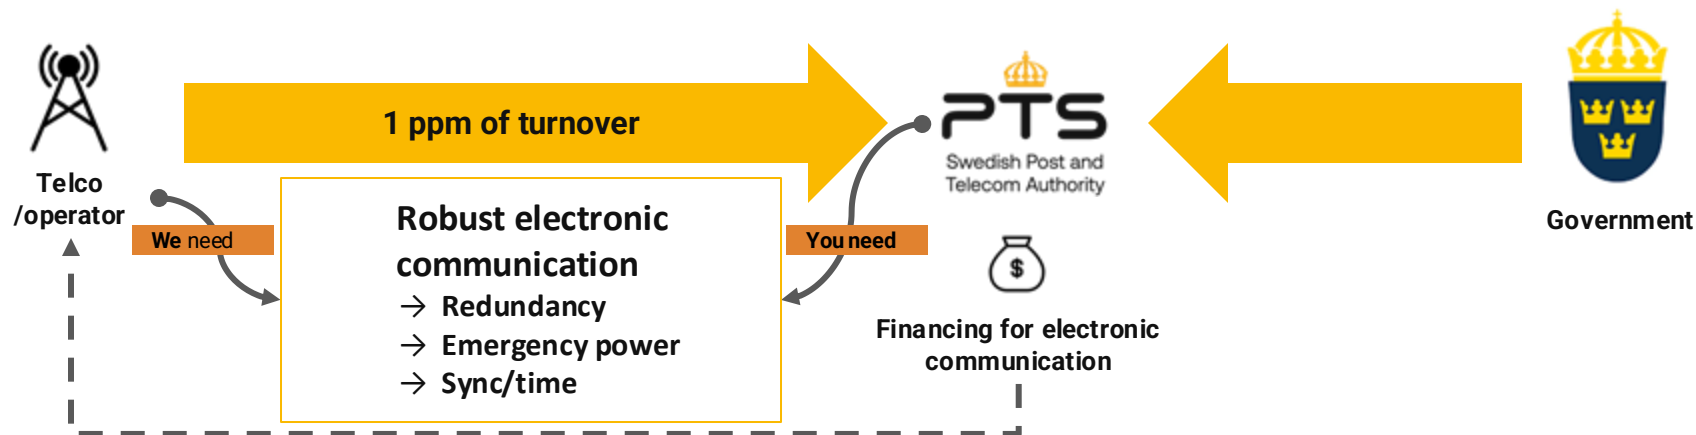 1 ppm of turnover
PTS
Swedish Post and
Telecom Authority
Telco
/operator
Government
We need
Robust electronic
communication
→ Redundancy
→ Emergency power
→ Sync/time
You need
$
Financing for electronic
communication